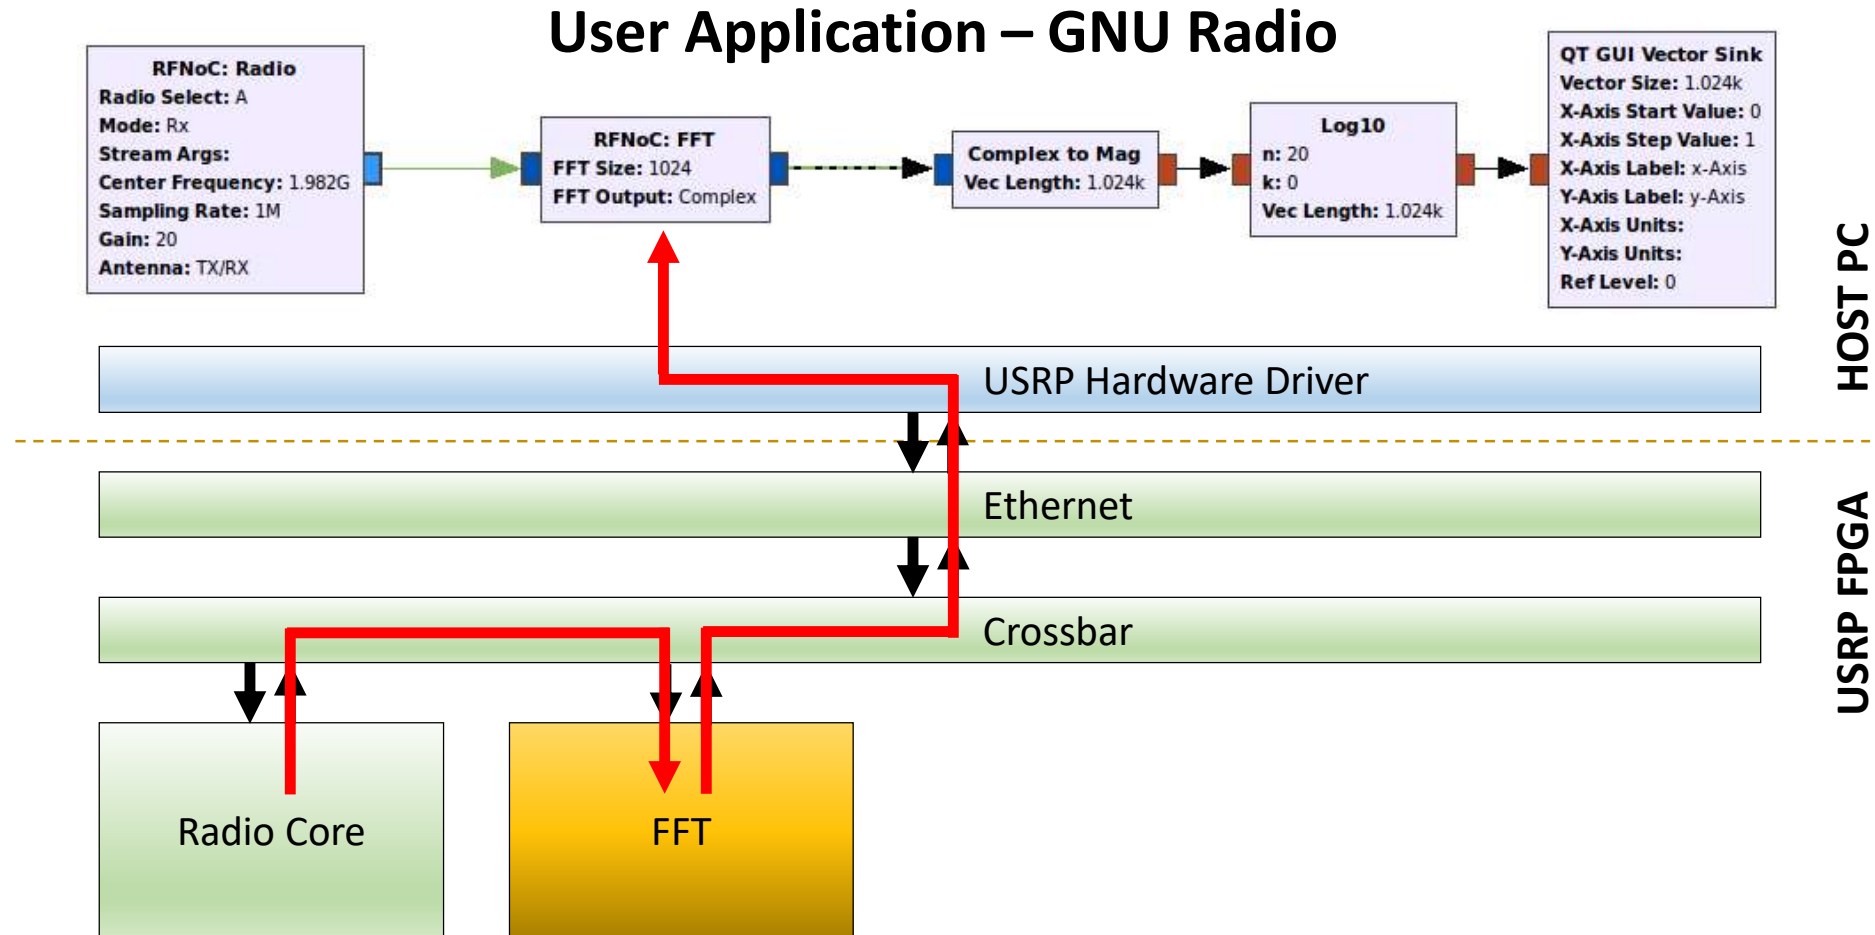 User Application – GNU Radio
RFNoC: Radio
Radio Select: A
Mode: Rx
Stream Args:
Center Frequency: 1.982G
Sampling Rate: 1M
Gain: 20
Antenna: TX/RX
RFNoC: FFT
FFT Size: 1024
FFT Output: Complex
Complex to Mag
Vec Length: 1.024k
Log10
n: 20
k: 0
Vec Length: 1.024k
QT GUI Vector Sink
Vector Size: 1.024k
X-Axis Start Value: 0
X-Axis Step Value: 1
X-Axis Label: x-Axis
Y-Axis Label: y-Axis
X-Axis Units:
Y-Axis Units:
Ref Level: 0
HOST PC
USRP Hardware Driver
Ethernet
Crossbar
USRP FPGA
Radio Core
FFT